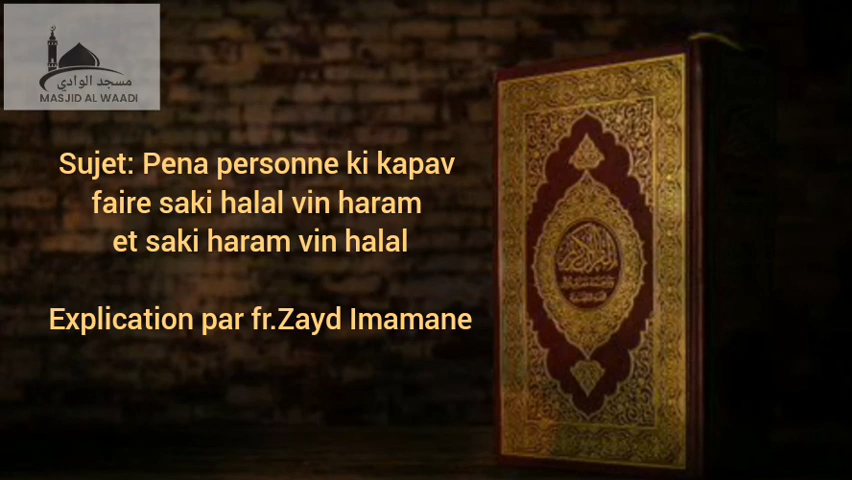 مسجد الوادي
MASJID AL WAADI
Sujet: Pena personne ki kapav
faire saki halal vin haram
et saki haram vin halal
Explication par fr.Zayd Imamane